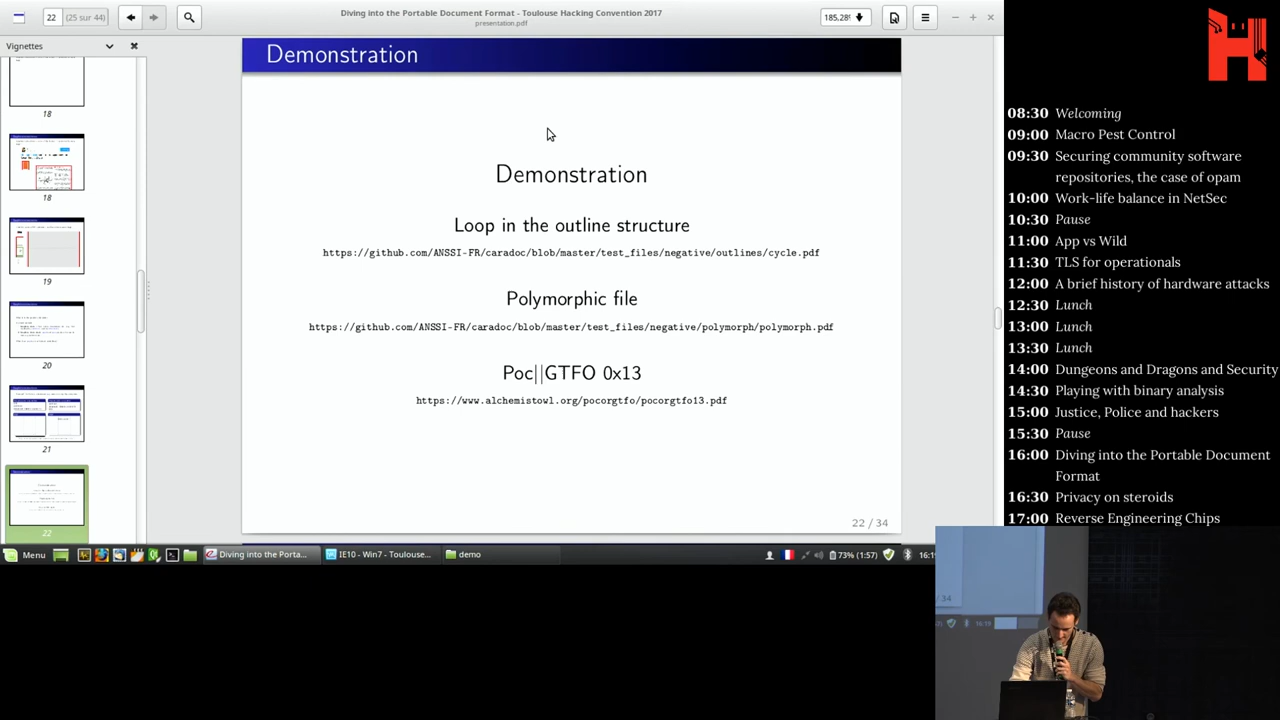 22
(25 sur 44)
Diving into the Portable Document Format - Toulouse Hacking Convention 2017
presentation.pdf
185,28%
Vignettes
18
18
19
20
21
22
Demonstration
Demonstration
Loop in the outline structure
https://github.com/ANSSI-FR/caradoc/blob/master/test_files/negative/outlines/cycle.pdf
Polymorphic file
https://github.com/ANSSI-FR/caradoc/blob/master/test_files/negative/polymorph/polymorph.pdf
Poc||GTFO 0x13
https://www.alchemistowl.org/pocorgtfo/pocorgtfo13.pdf
22 / 34
Menu
Diving into the Porta...
IE10 - Win7 - Toulouse...
demo
73% (1:57)
16:19
08:30 Welcoming
09:00 Macro Pest Control
09:30 Securing community software
repositories, the case of opam
10:00 Work-life balance in NetSec
10:30 Pause
11:00 App vs Wild
11:30 TLS for operationals
12:00 A brief history of hardware attacks
12:30 Lunch
13:00 Lunch
13:30 Lunch
14:00 Dungeons and Dragons and Security
14:30 Playing with binary analysis
15:00 Justice, Police and hackers
15:30 Pause
16:00 Diving into the Portable Document
Format
16:30 Privacy on steroids
17:00 Reverse Engineering Chips
/ 34
16:19